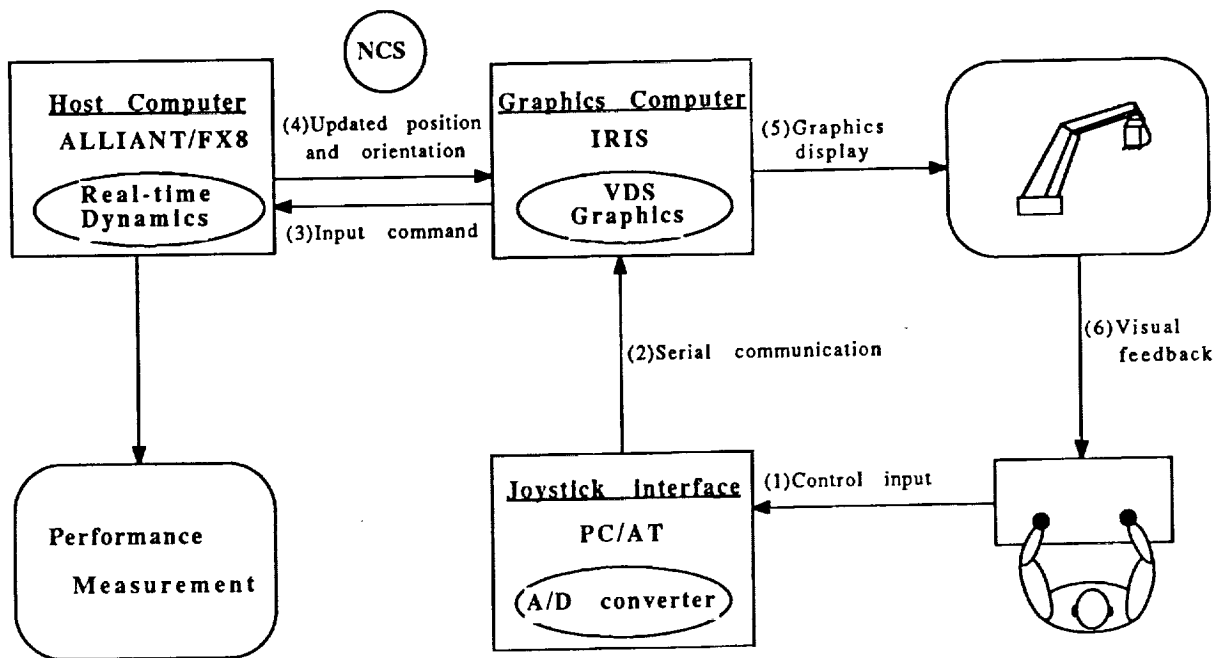 NCS
Host Computer
ALLIANT/FX8
Real-time
Dynamics
(4)Updated position
and orientation
(3)Input command
Graphics Computer
IRIS
VDS
Graphics
(5)Graphics
display
(6)Visual
feedback
(2)Serial communication
Performance
Measurement
Joystick interface
PC/AT
A/D converter
(1)Control input